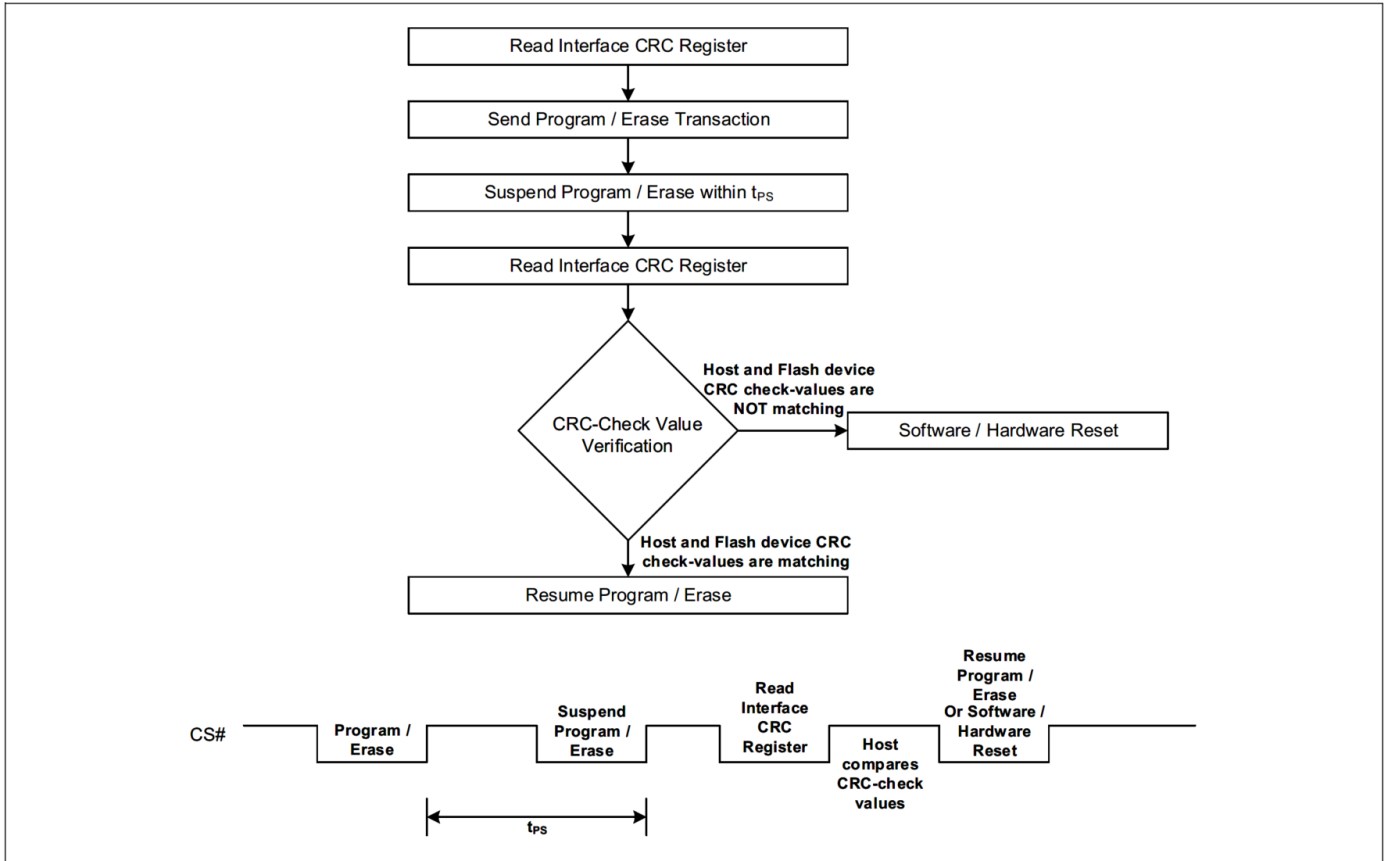 Read Interface CRC Register
Send Program / Erase Transaction
Suspend Program / Erase within tPS
Read Interface CRC Register
Host and Flash device
CRC check-values are
NOT matching
CRC-Check Value
Verification
Software / Hardware Reset
Host and Flash device CRC
check-values are matching
Resume Program / Erase
CS#
Program /
Erase
Suspend
Program /
Erase
Read
Interface
CRC
Register
Host
compares
CRC-check
values
Resume
Program /
Erase
Or Software /
Hardware
Reset
tPS